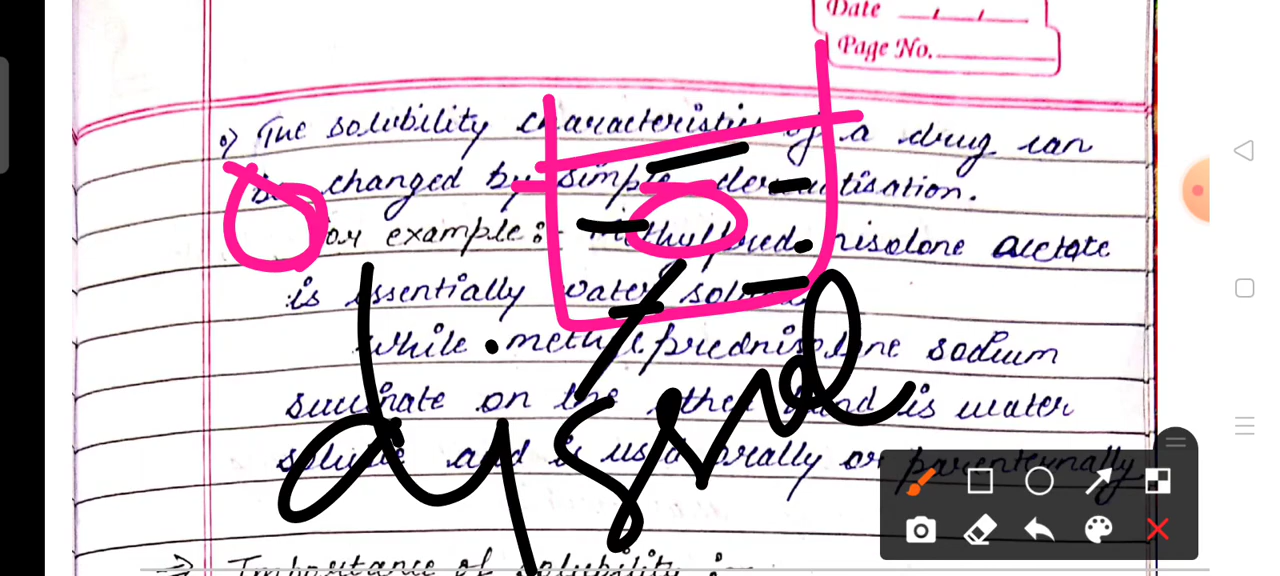 Date
Page No.
The solubility characteristics of a drug can
be changed by simple derivatisation.
For example:- methylprednisolone acetate
is essentially water soluble
while methylprednisolone sodium
succinate on the other hand is water
soluble and is used orally or parenternally
→ Importance of solubility :-